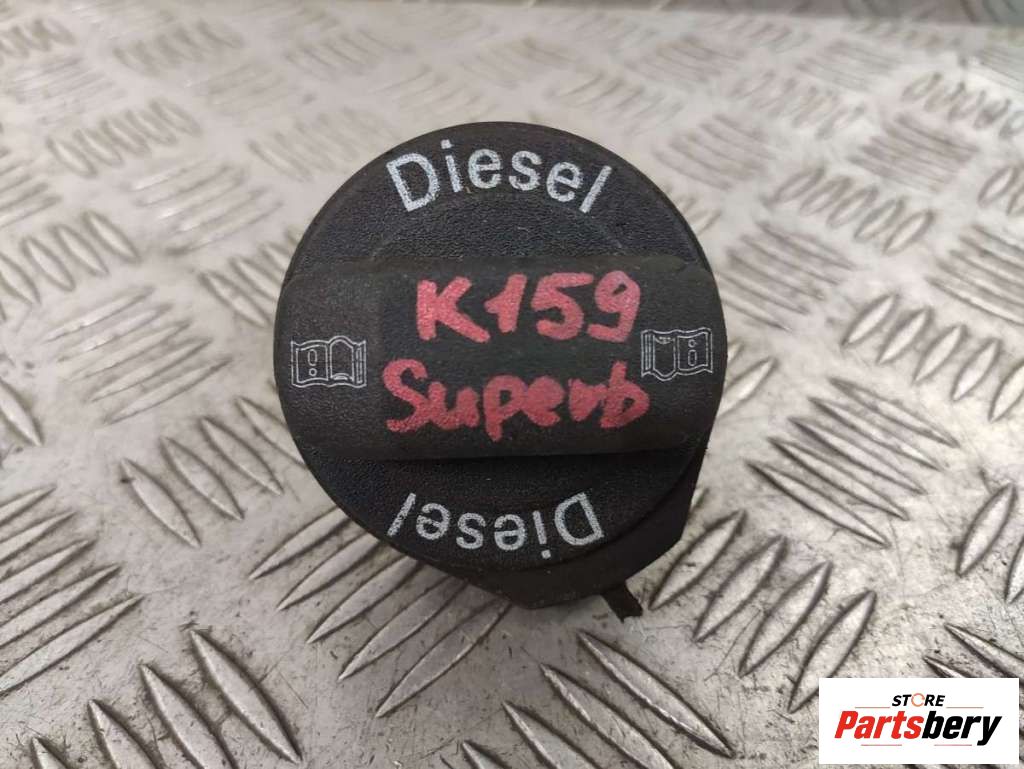 Diesel
K159
Superb
Diesel
STORE
Partsbery